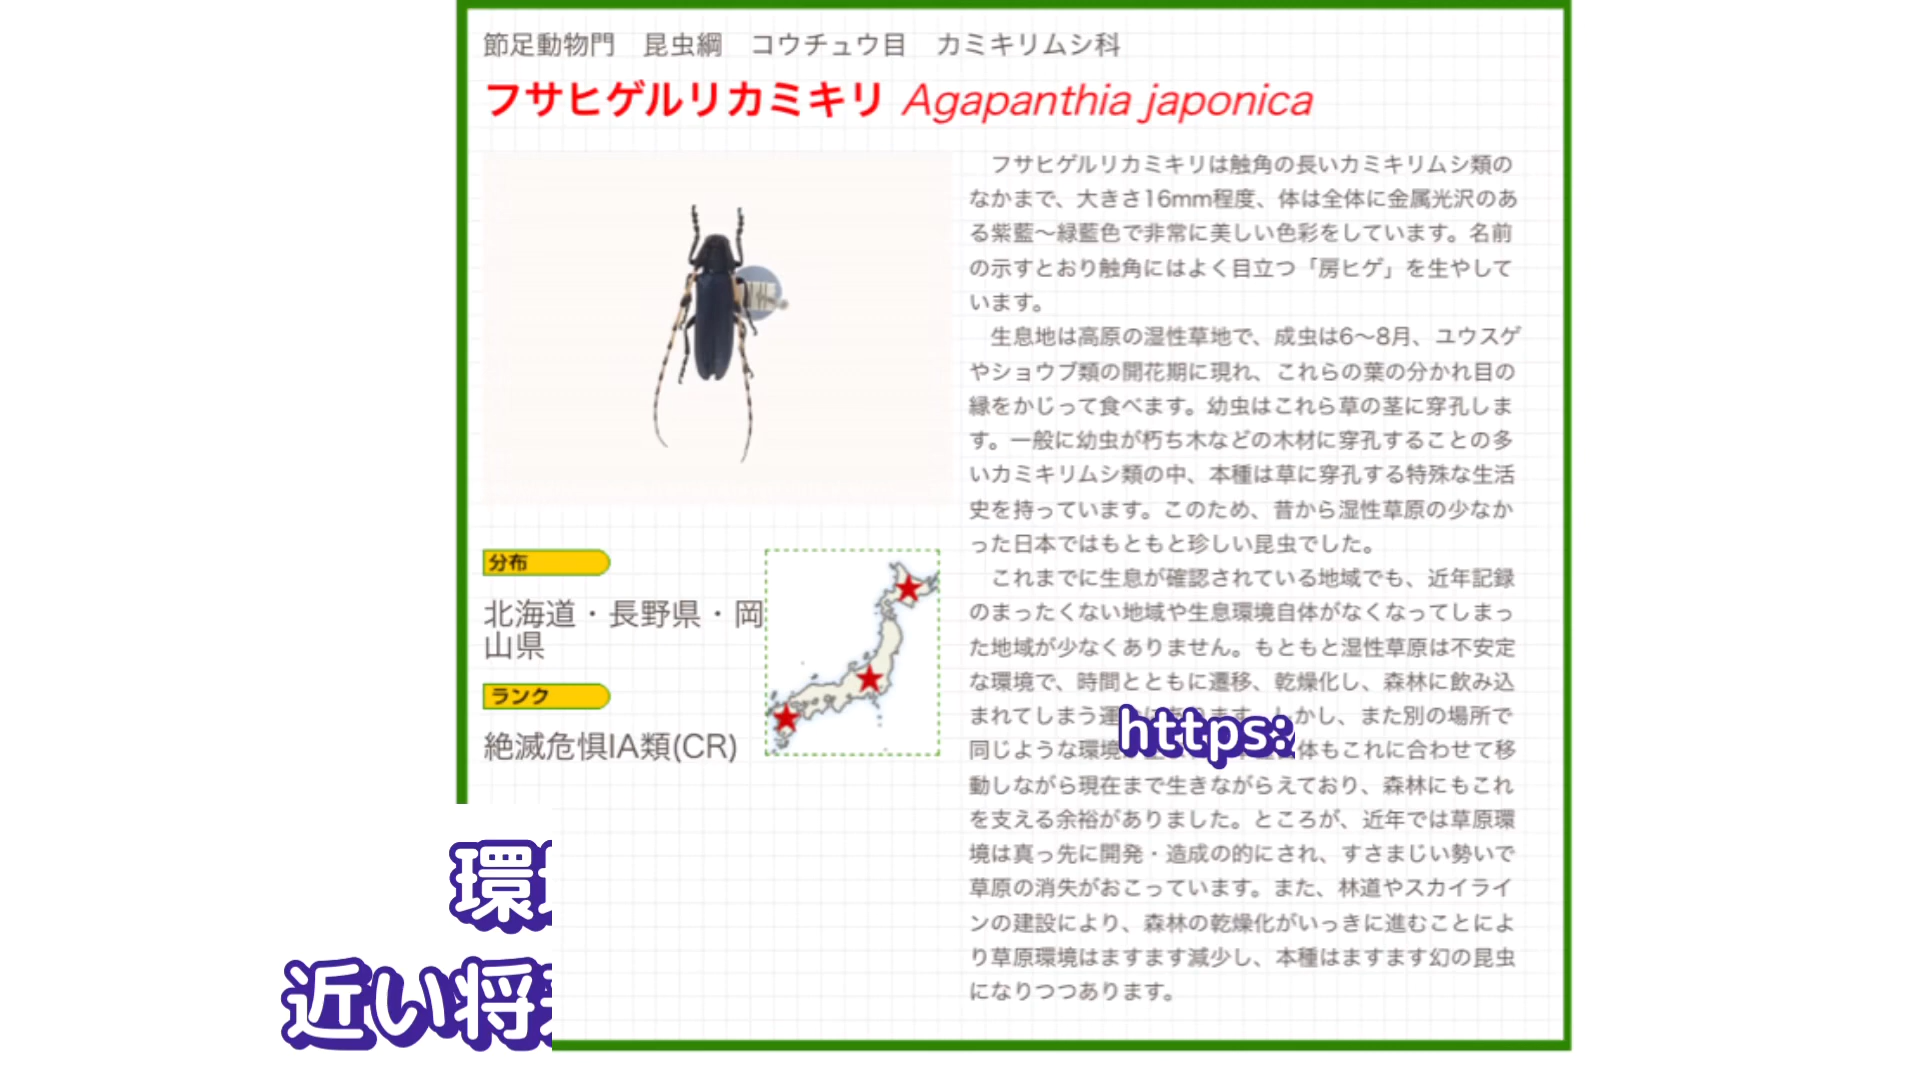 節足動物門　昆虫綱　コウチュウ目　カミキリムシ科
フサヒゲルリカミキリ Agapanthia japonica
フサヒゲルリカミキリは触角の長いカミキリムシ類の
なかまで、大きさ16mm程度、体は全体に金属光沢のあ
る紫藍～緑藍色で非常に美しい色彩をしています。名前
の示すとおり触角にはよく目立つ「房ヒゲ」を生やして
います。
生息地は高原の湿性草地で、成虫は6～8月、ユウスゲ
やショウブ類の開花期に現れ、これらの葉の分かれ目の
縁をかじって食べます。幼虫はこれら草の茎に穿孔しま
す。一般に幼虫が朽ち木などの木材に穿孔することの多
いカミキリムシ類の中、本種は草に穿孔する特殊な生活
史を持っています。このため、昔から湿性草原の少なか
った日本ではもともと珍しい昆虫でした。
これまでに生息が確認されている地域でも、近年記録
のまったくない地域や生息環境自体がなくなってしまっ
た地域が少なくありません。もともと湿性草原は不安定
な環境で、時間とともに遷移、乾燥化し、森林に飲み込
まれてしまう運 しかし、また別の場所で
同じような環境 体もこれに合わせて移
動しながら現在まで生きながらえており、森林にもこれ
を支える余裕がありました。ところが、近年では草原環
境は真っ先に開発・造成の的にされ、すさまじい勢いで
草原の消失がおこっています。また、林道やスカイライ
ンの建設により、森林の乾燥化がいっきに進むことによ
り草原環境はますます減少し、本種はますます幻の昆虫
になりつつあります。
分布
北海道・長野県・岡
山県
ランク
絶滅危惧IA類(CR)
https:
環
近い将